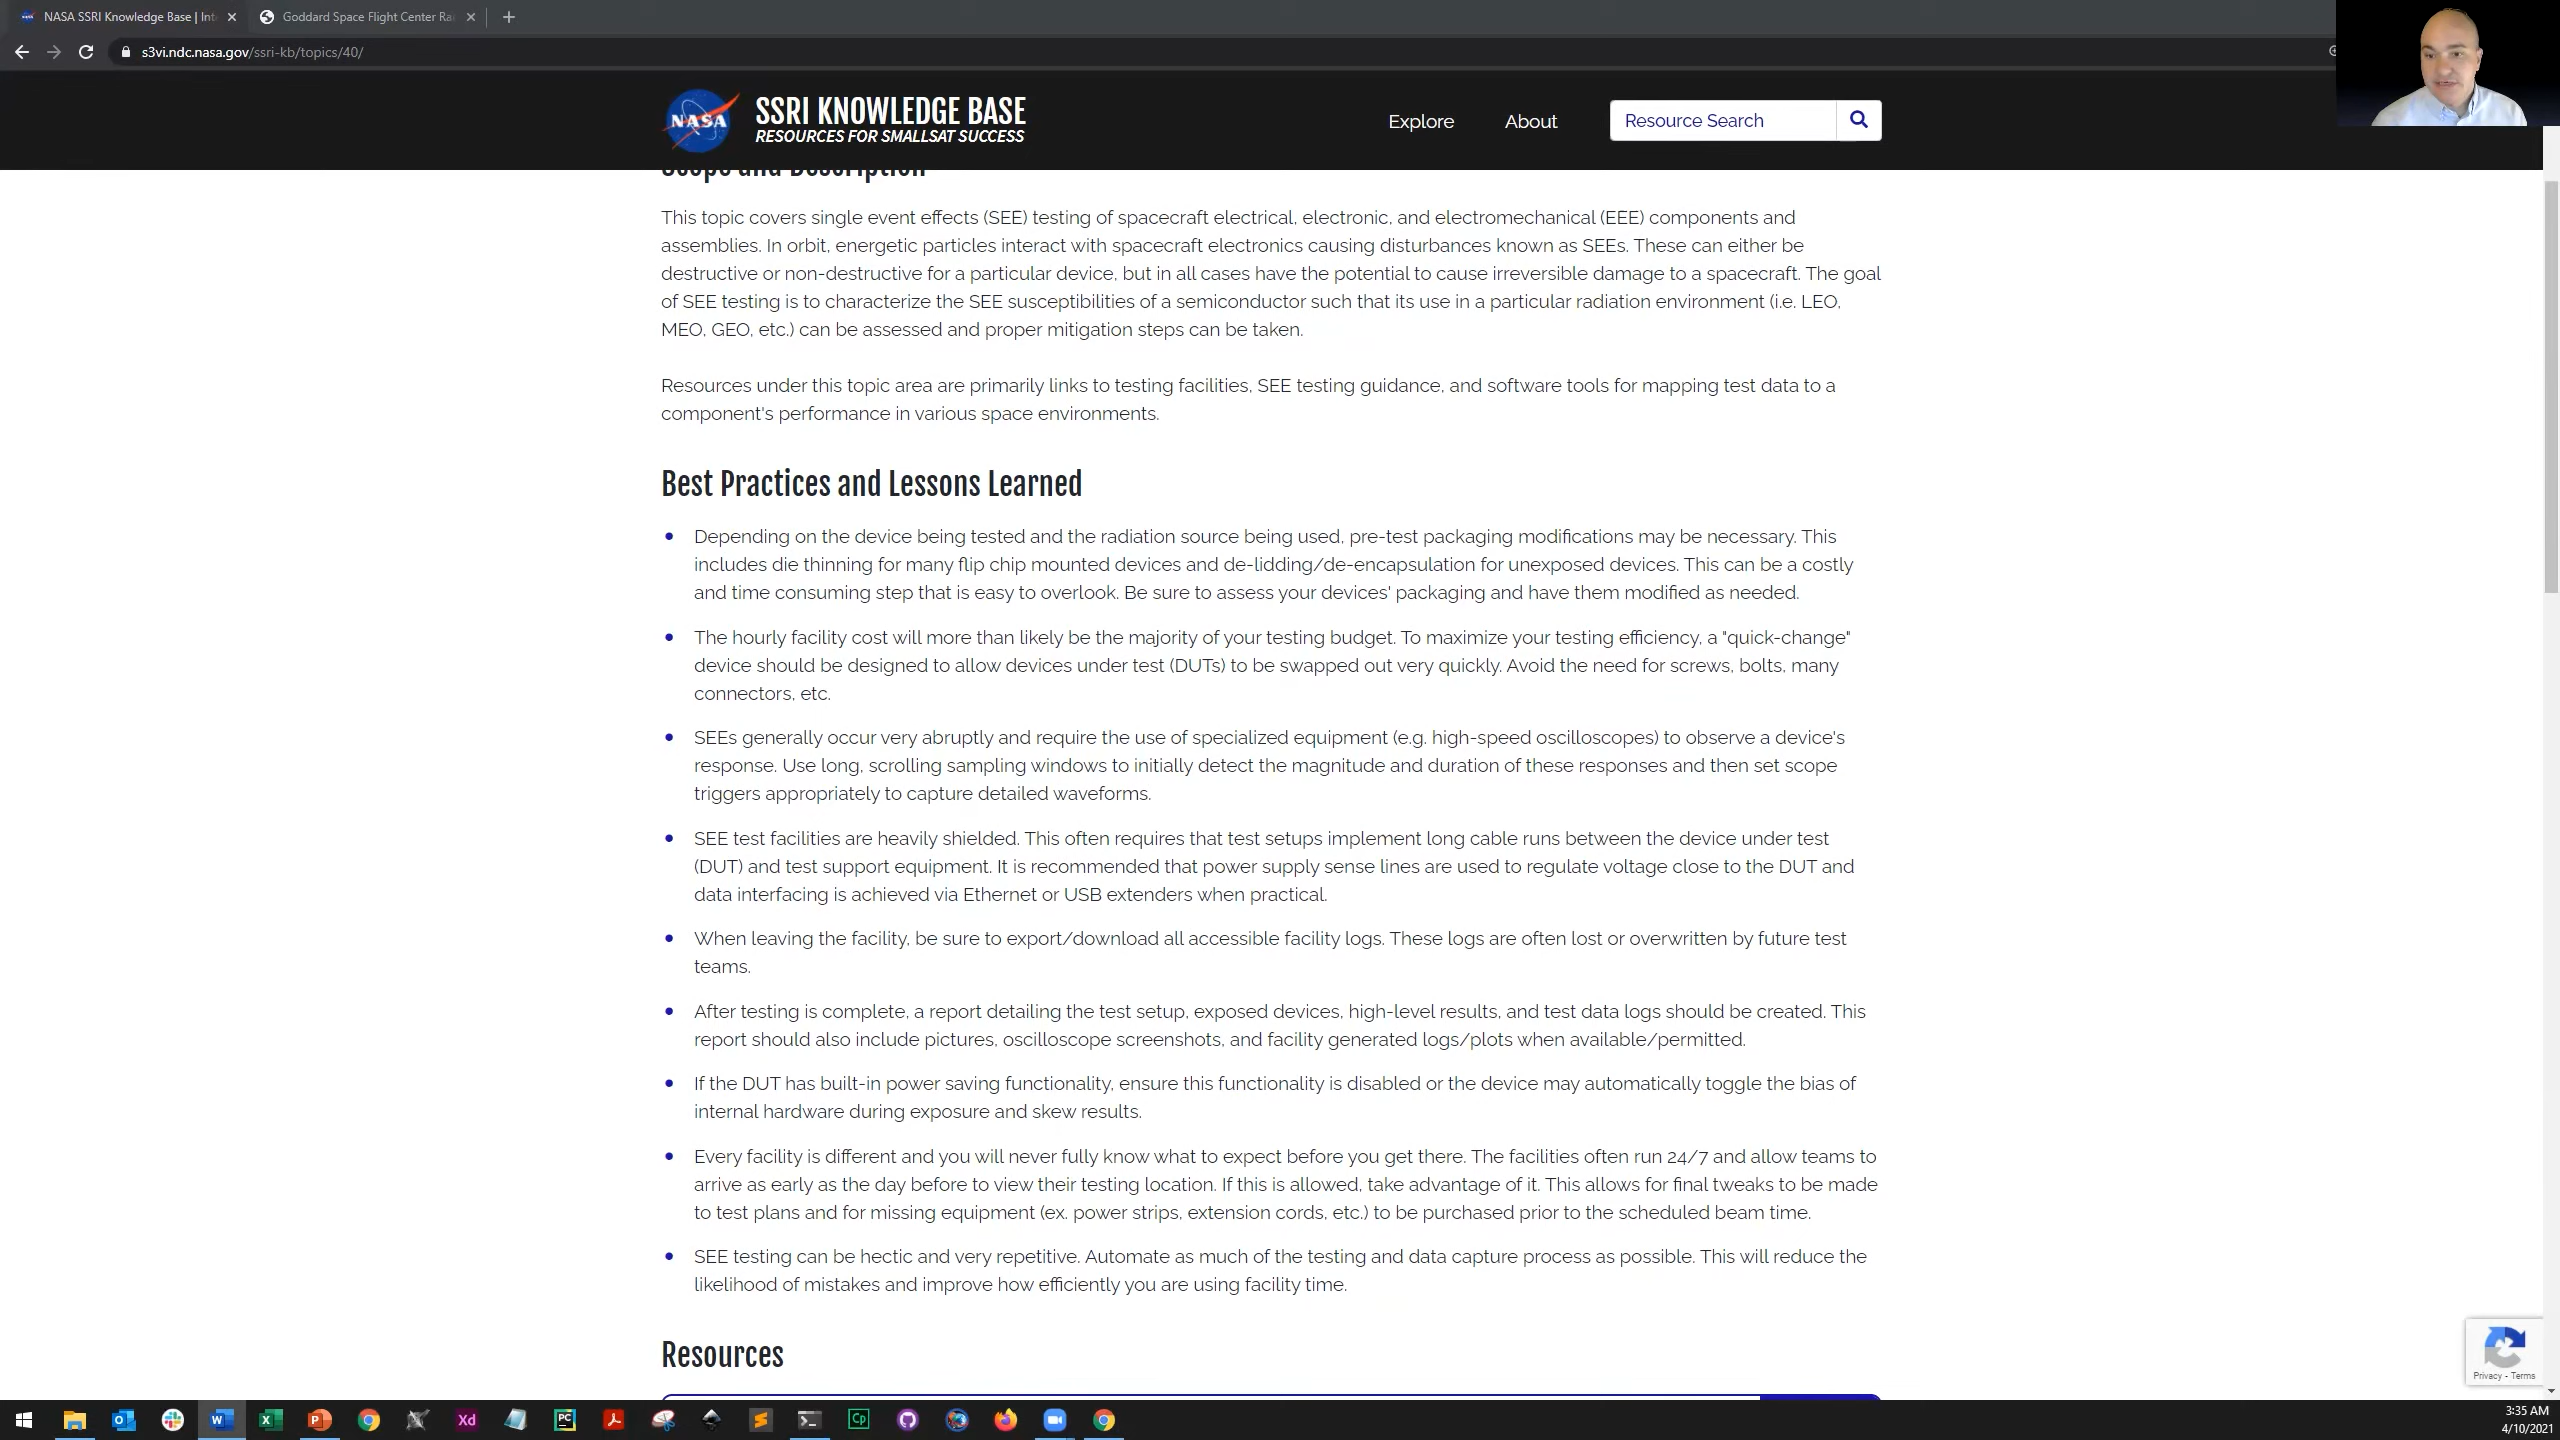 NASA SSRI Knowledge Base | Int
Goddard Space Flight Center Ra
s3vi.ndc.nasa.gov/ssri-kb/topics/40/
NASA
SSRI KNOWLEDGE BASE
RESOURCES FOR SMALLSAT SUCCESS
Explore
About
Resource Search
Scope and Description
This topic covers single event effects (SEE) testing of spacecraft electrical, electronic, and electromechanical (EEE) components and
assemblies. In orbit, energetic particles interact with spacecraft electronics causing disturbances known as SEEs. These can either be
destructive or non-destructive for a particular device, but in all cases have the potential to cause irreversible damage to a spacecraft. The goal
of SEE testing is to characterize the SEE susceptibilities of a semiconductor such that its use in a particular radiation environment (i.e. LEO,
MEO, GEO, etc.) can be assessed and proper mitigation steps can be taken.
Resources under this topic area are primarily links to testing facilities, SEE testing guidance, and software tools for mapping test data to a
component's performance in various space environments.
Best Practices and Lessons Learned
Depending on the device being tested and the radiation source being used, pre-test packaging modifications may be necessary. This
includes die thinning for many flip chip mounted devices and de-lidding/de-encapsulation for unexposed devices. This can be a costly
and time consuming step that is easy to overlook. Be sure to assess your devices' packaging and have them modified as needed.
The hourly facility cost will more than likely be the majority of your testing budget. To maximize your testing efficiency, a "quick-change"
device should be designed to allow devices under test (DUTs) to be swapped out very quickly. Avoid the need for screws, bolts, many
connectors, etc.
SEEs generally occur very abruptly and require the use of specialized equipment (e.g. high-speed oscilloscopes) to observe a device's
response. Use long, scrolling sampling windows to initially detect the magnitude and duration of these responses and then set scope
triggers appropriately to capture detailed waveforms.
SEE test facilities are heavily shielded. This often requires that test setups implement long cable runs between the device under test
(DUT) and test support equipment. It is recommended that power supply sense lines are used to regulate voltage close to the DUT and
data interfacing is achieved via Ethernet or USB extenders when practical.
When leaving the facility, be sure to export/download all accessible facility logs. These logs are often lost or overwritten by future test
teams.
After testing is complete, a report detailing the test setup, exposed devices, high-level results, and test data logs should be created. This
report should also include pictures, oscilloscope screenshots, and facility generated logs/plots when available/permitted.
If the DUT has built-in power saving functionality, ensure this functionality is disabled or the device may automatically toggle the bias of
internal hardware during exposure and skew results.
Every facility is different and you will never fully know what to expect before you get there. The facilities often run 24/7 and allow teams to
arrive as early as the day before to view their testing location. If this is allowed, take advantage of it. This allows for final tweaks to be made
to test plans and for missing equipment (ex. power strips, extension cords, etc.) to be purchased prior to the scheduled beam time.
SEE testing can be hectic and very repetitive. Automate as much of the testing and data capture process as possible. This will reduce the
likelihood of mistakes and improve how efficiently you are using facility time.
Resources
Privacy - Terms
Xd
PC
Cp
3:35 AM
4/10/2021